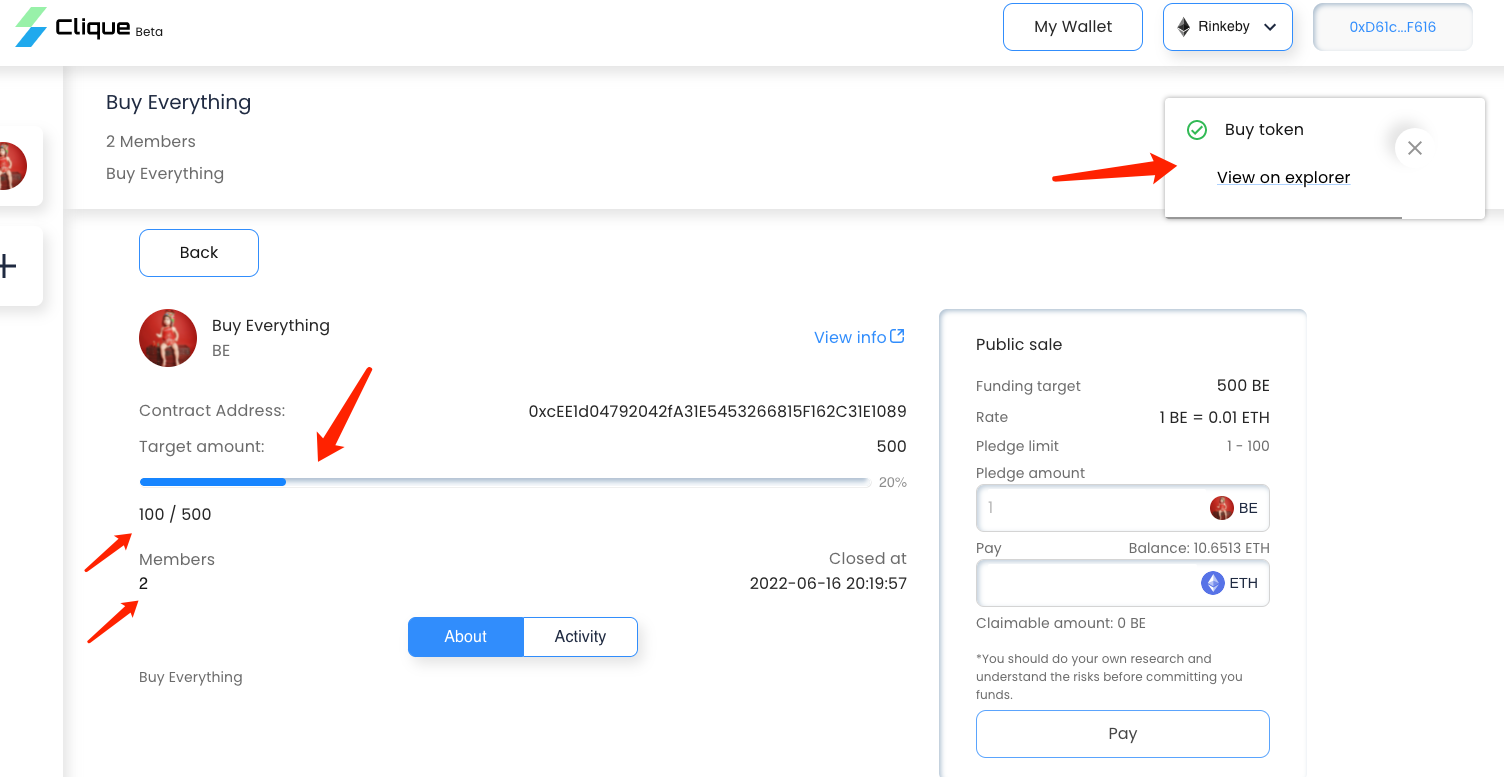 Clique Beta
My Wallet
Rinkeby
0xD61c...F616
Buy Everything
2 Members
Buy Everything
Buy token
View on explorer
Back
Buy Everything
BE
View info
Contract Address:
0xcEE1d04792042fA31E5453266815F162C31E1089
Target amount:
500
20%
100 / 500
Members
2
Closed at
2022-06-16 20:19:57
About
Activity
Buy Everything
Public sale
Funding target
500 BE
Rate
1 BE = 0.01 ETH
Pledge limit
1 - 100
Pledge amount
1
BE
Pay
Balance: 10.6513 ETH
ETH
Claimable amount: 0 BE
*You should do your own research and
understand the risks before committing you
funds.
Pay